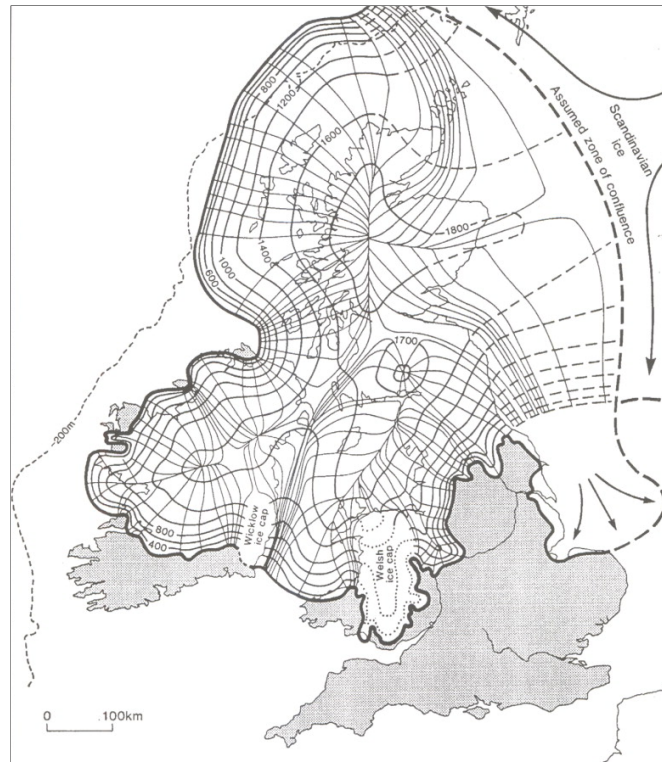 800
1200
1600
1400
1000
600
1800
1700
Assumed zone of confluence
Scandinavian
ice
-200m
800
400
Wicklow
ice cap
Welsh
ice cap
0 100km